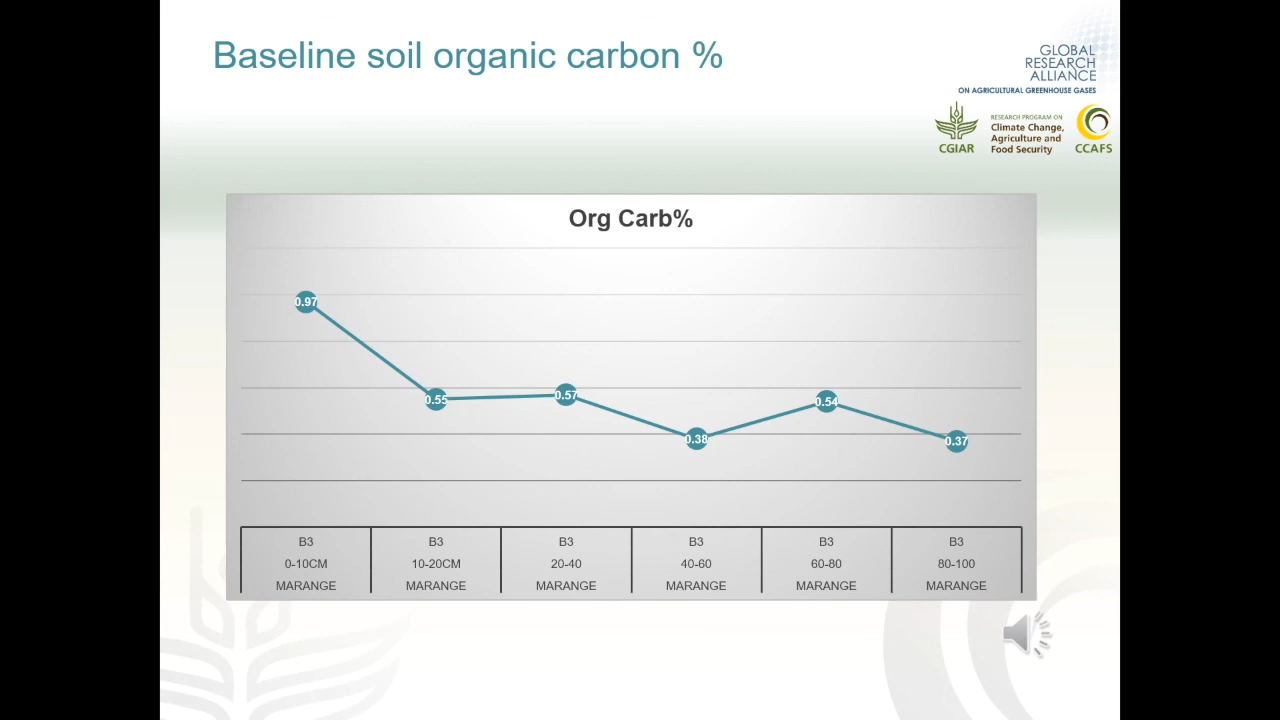 Baseline soil organic carbon %
GLOBAL
RESEARCH
ALLIANCE
ON AGRICULTURAL GREENHOUSE GASES
CGIAR
RESEARCH PROGRAM ON
Climate Change,
Agriculture and
Food Security
CCAFS
Org Carb%
0.97
0.55
0.57
0.38
0.54
0.37
B3 B3 B3 B3 B3 B3
0-10CM 10-20CM 20-40 40-60 60-80 80-100
MARANGE MARANGE MARANGE MARANGE MARANGE MARANGE